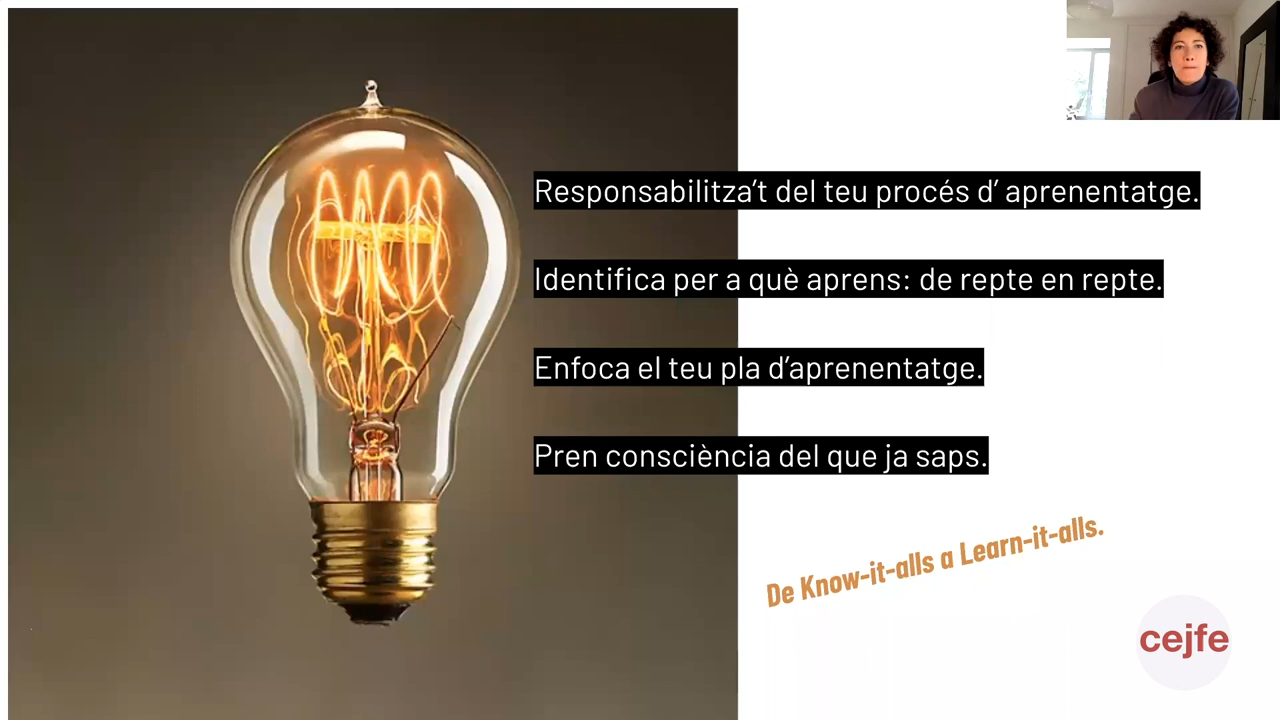 Responsabilitza’t del teu procés d’ aprenentatge.
Identifica per a què aprens: de repte en repte.
Enfoca el teu pla d’aprenentatge.
Pren consciència del que ja saps.
De Know-it-alls a Learn-it-alls.
cejfe